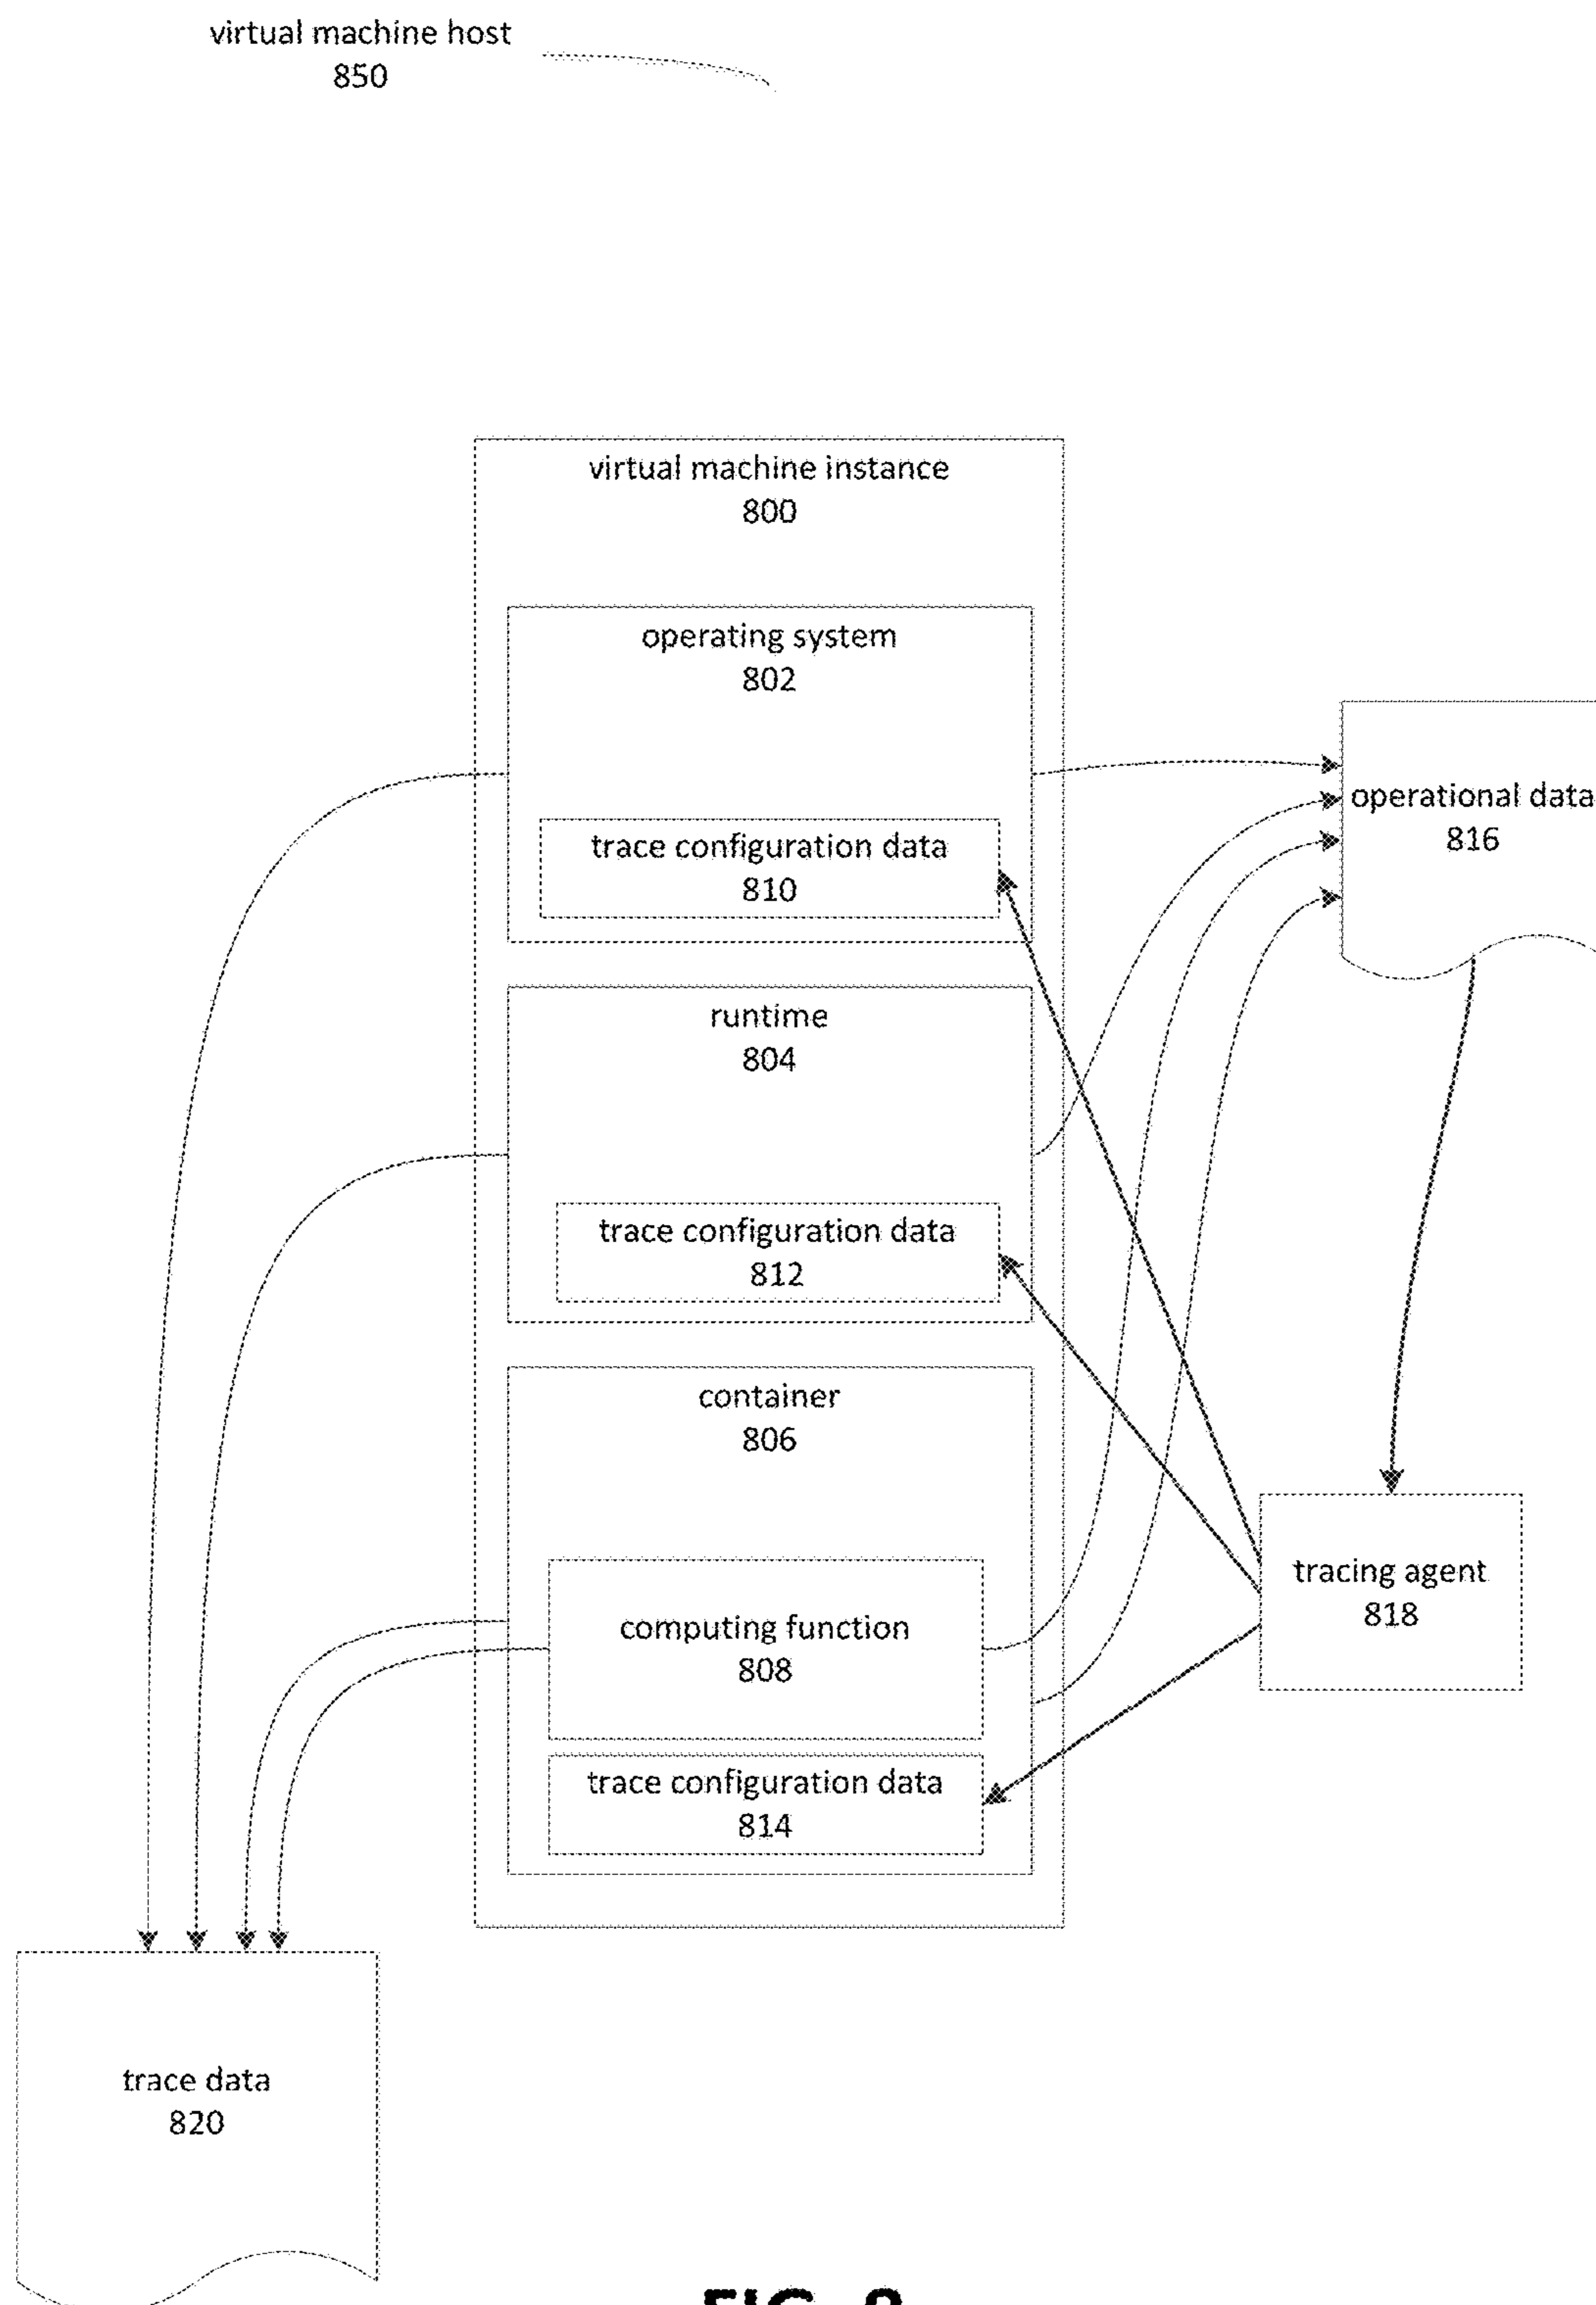 virtual machine host
850
virtual machine instance
800
operating system
802
trace configuration data
810
operational data
816
runtime
804
trace configuration data
812
container
806
computing function
808
tracing agent
818
trace configuration data
814
trace data
820
FIG. 8